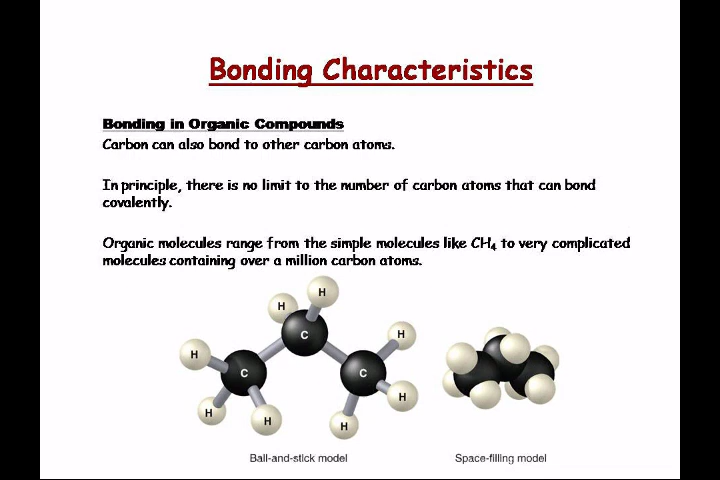 Bonding Characteristics
Bonding in Organic Compounds
Carbon can also bond to other carbon atoms.
In principle, there is no limit to the number of carbon atoms that can bond
covalently.
Organic molecules range from the simple molecules like CH₄ to very complicated
molecules containing over a million carbon atoms.
H
H
C
H
H
C
C
H
H
H
H
Ball-and-stick model
Space-filling model